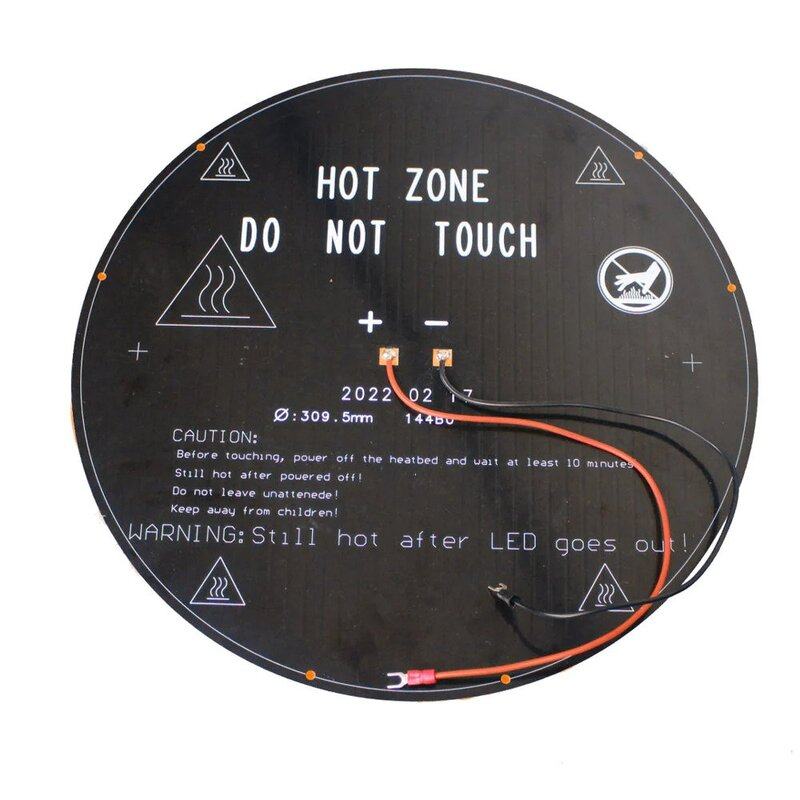 HOT ZONE
DO NOT TOUCH
+ −
2022 02 17
Ø:309.5mm 144B0
CAUTION:
Before touching, power off the heatbed and wait at least 10 minutes
Still hot after powered off!
Do not leave unattenede!
Keep away from children!
WARNING:Still hot after LED goes out!